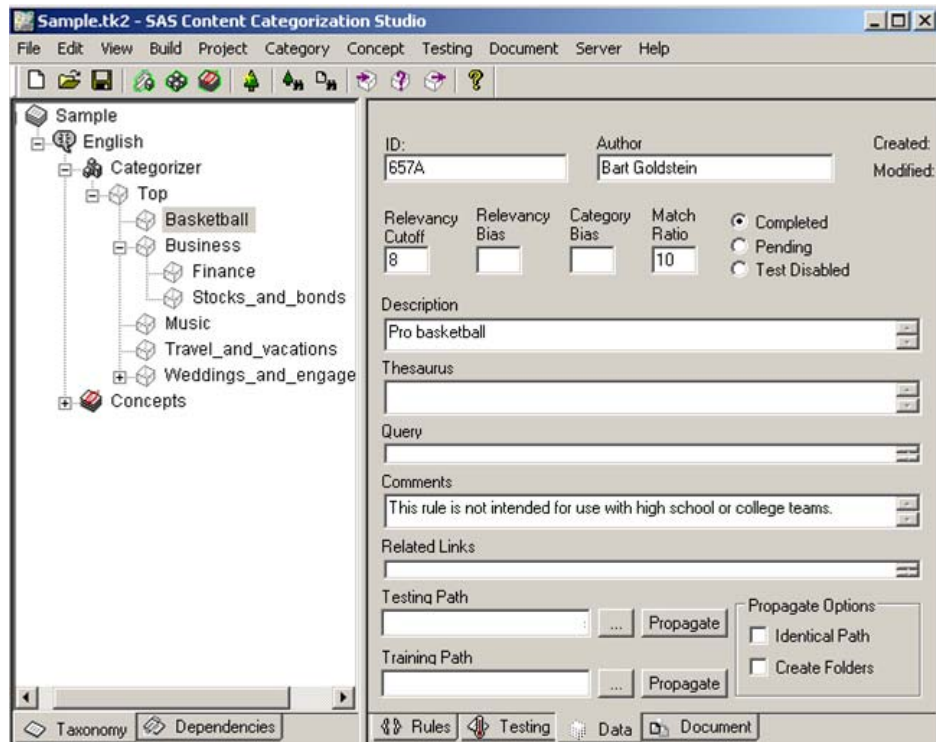 Sample.tk2 - SAS Content Categorization Studio
File Edit View Build Project Category Concept Testing Document Server Help
Sample
English
Categorizer
Top
Basketball
Business
Finance
Stocks_and_bonds
Music
Travel_and_vacations
Weddings_and_engage
Concepts
Taxonomy Dependencies
ID: Author Created:
657A Bart Goldstein Modified:
Relevancy Cutoff Relevancy Bias Category Bias Match Ratio
8 10
Completed
Pending
Test Disabled
Description
Pro basketball
Thesaurus
Query
Comments
This rule is not intended for use with high school or college teams.
Related Links
Testing Path
... Propagate
Training Path
... Propagate
Propagate Options
Identical Path
Create Folders
Rules Testing Data Document